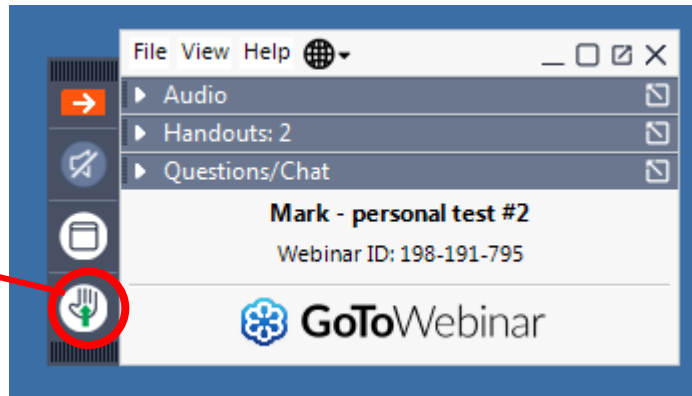 File View Help
Audio
Handouts: 2
Questions/Chat
Mark - personal test #2
Webinar ID: 198-191-795
GoToWebinar